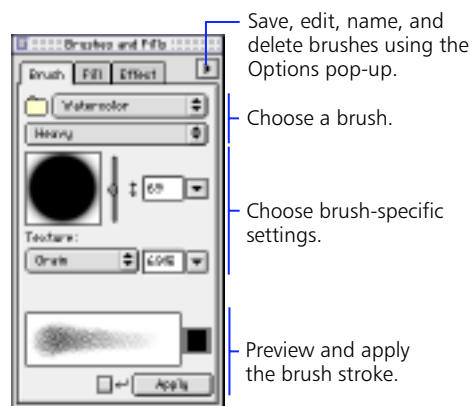 Save, edit, name, and
delete brushes using the
Options pop-up.
Brushes and Fills
Brush Fill Effect
Watercolor
Choose a brush.
Heavy
69
Choose brush-specific
settings.
Texture:
Grain 69%
Preview and apply
the brush stroke.
Apply